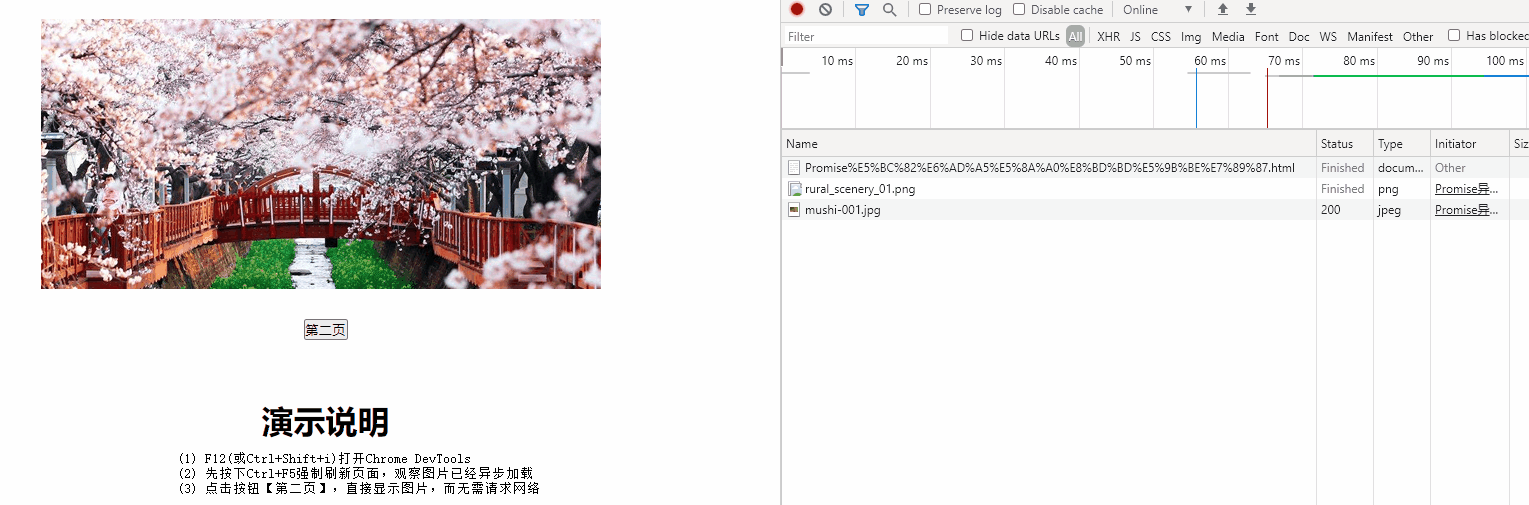 Preserve log Disable cache Online
Filter Hide data URLs All XHR JS CSS Img Media Font Doc WS Manifest Other Has blocked
10 ms 20 ms 30 ms 40 ms 50 ms 60 ms 70 ms 80 ms 90 ms 100 ms
Name Status Type Initiator Siz
Promise%E5%BC%82%E6%AD%A5%E5%8A%A0%E8%BD%BD%E5%9B%BE%E7%89%87.html Finished docum... Other
rural_scenery_01.png Finished png Promise异...
mushi-001.jpg 200 jpeg Promise异...
第二页
演示说明
(1) F12(或Ctrl+Shift+i)打开Chrome DevTools
(2) 先按下Ctrl+F5强制刷新页面，观察图片已经异步加载
(3) 点击按钮【第二页】，直接显示图片，而无需请求网络